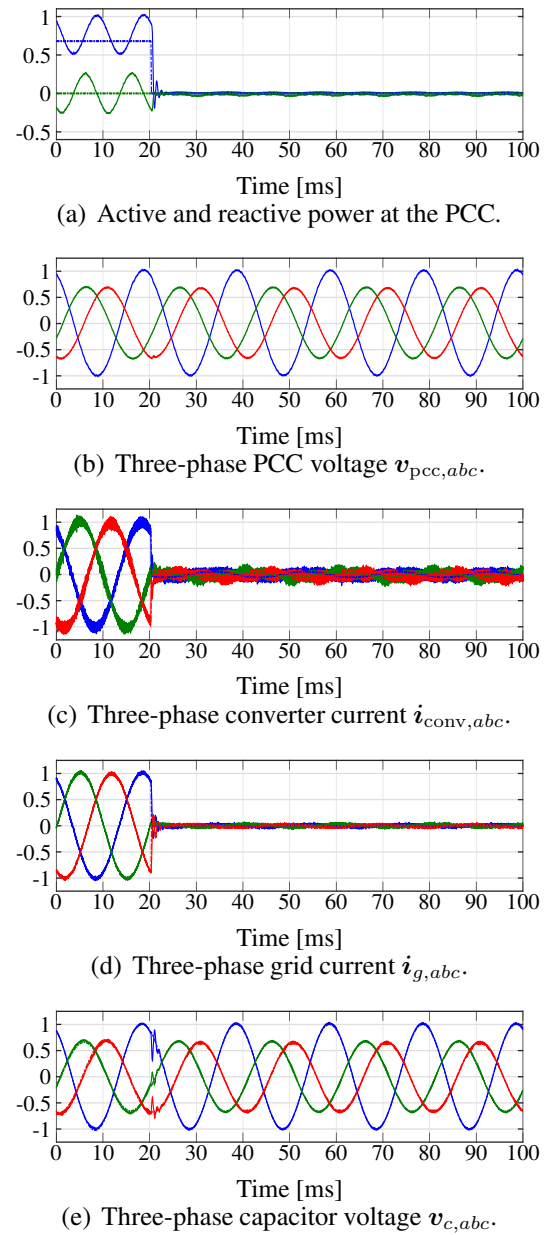 1
0.5
0
-0.5
0 10 20 30 40 50 60 70 80 90 100
Time [ms]
(a) Active and reactive power at the PCC.
1
0.5
0
-0.5
-1
0 10 20 30 40 50 60 70 80 90 100
Time [ms]
(b) Three-phase PCC voltage v_pcc,abc.
1
0.5
0
-0.5
-1
0 10 20 30 40 50 60 70 80 90 100
Time [ms]
(c) Three-phase converter current i_conv,abc.
1
0.5
0
-0.5
-1
0 10 20 30 40 50 60 70 80 90 100
Time [ms]
(d) Three-phase grid current i_g,abc.
1
0.5
0
-0.5
-1
0 10 20 30 40 50 60 70 80 90 100
Time [ms]
(e) Three-phase capacitor voltage v_c,abc.